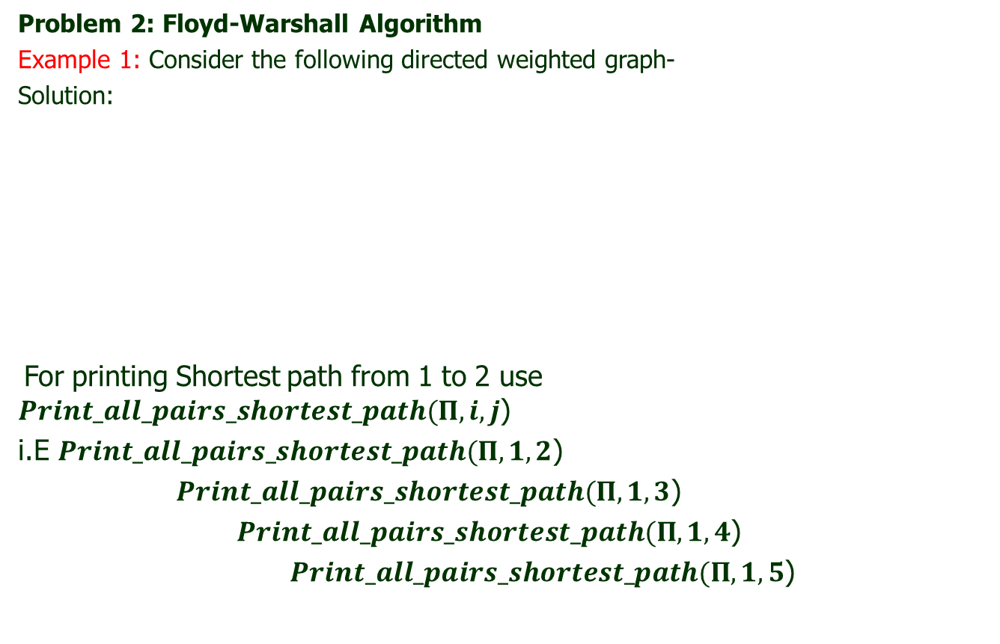 Problem 2: Floyd-Warshall Algorithm
Example 1: Consider the following directed weighted graph-
Solution:
For printing Shortest path from 1 to 2 use
Print_all_pairs_shortest_path(Π, i, j)
i.E Print_all_pairs_shortest_path(Π, 1, 2)
Print_all_pairs_shortest_path(Π, 1, 3)
Print_all_pairs_shortest_path(Π, 1, 4)
Print_all_pairs_shortest_path(Π, 1, 5)